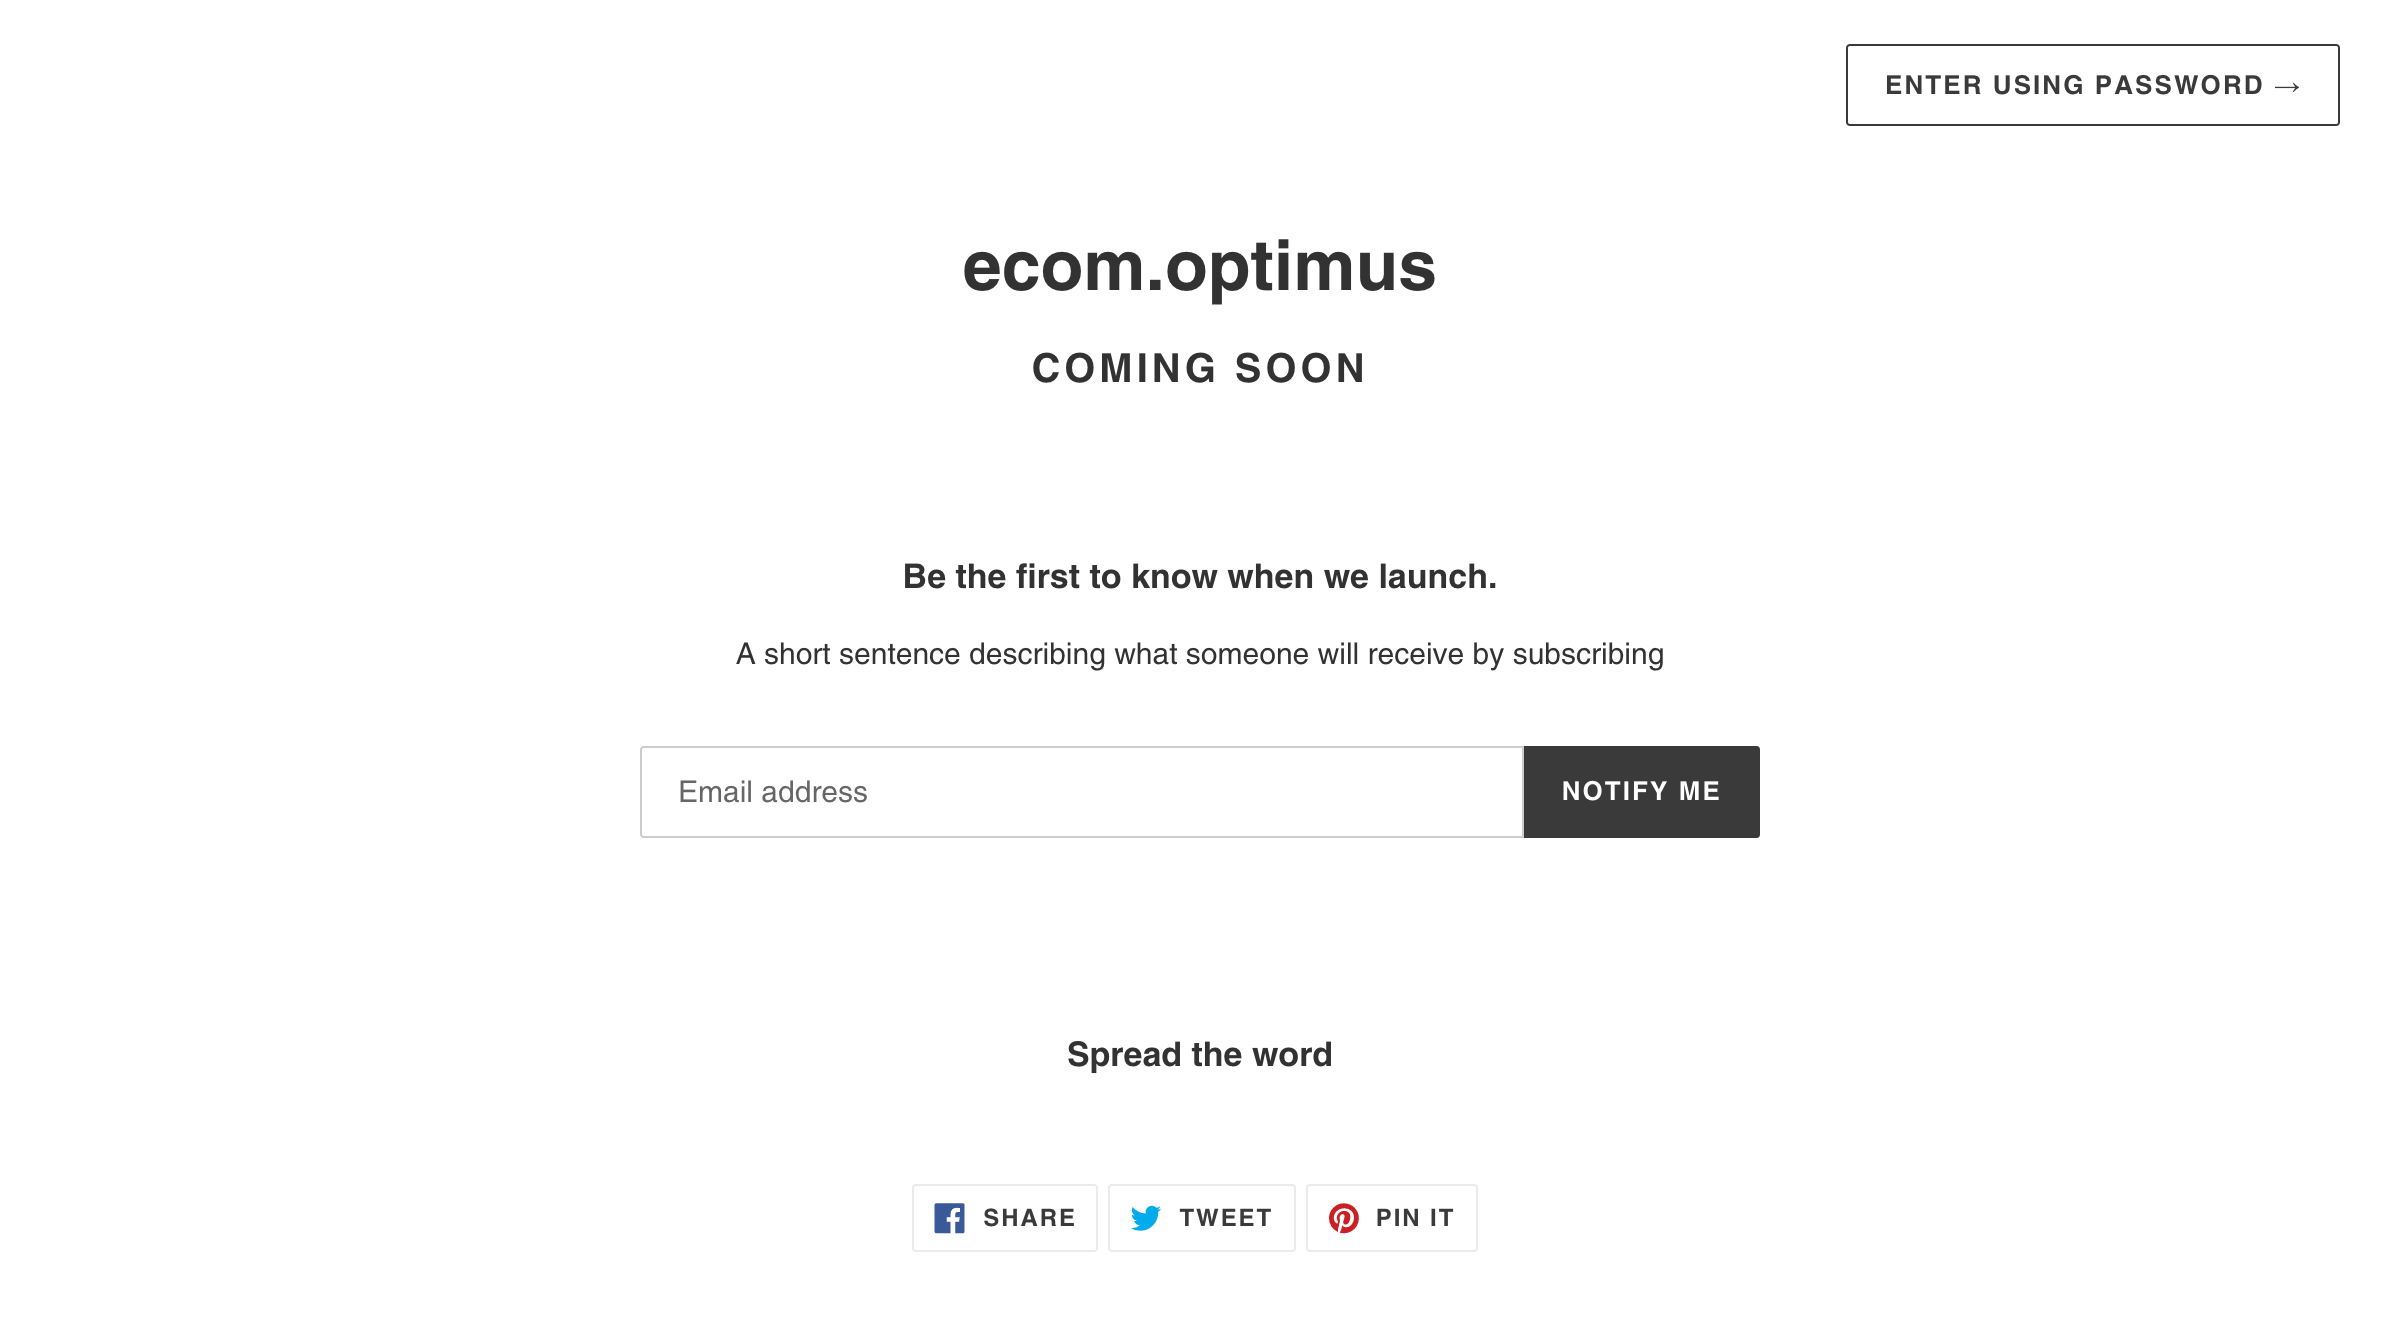 ENTER USING PASSWORD →
ecom.optimus
COMING SOON
Be the first to know when we launch.
A short sentence describing what someone will receive by subscribing
Email address
NOTIFY ME
Spread the word
SHARE
TWEET
PIN IT